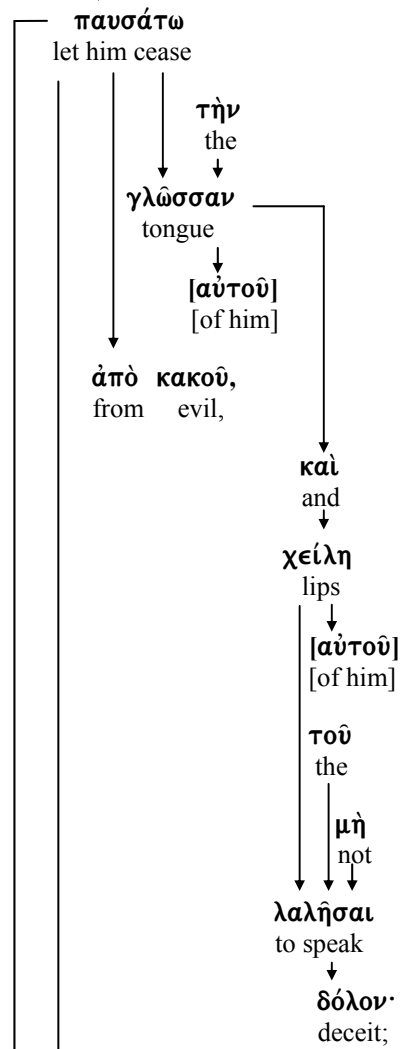 παυσάτω
let him cease
τὴν
the
γλῶσσαν
tongue
[αὐτοῦ]
[of him]
ἀπὸ κακοῦ,
from evil,
καὶ
and
χείλη
lips
[αὐτοῦ]
[of him]
τοῦ
the
μὴ
not
λαλῆσαι
to speak
δόλον·
deceit;